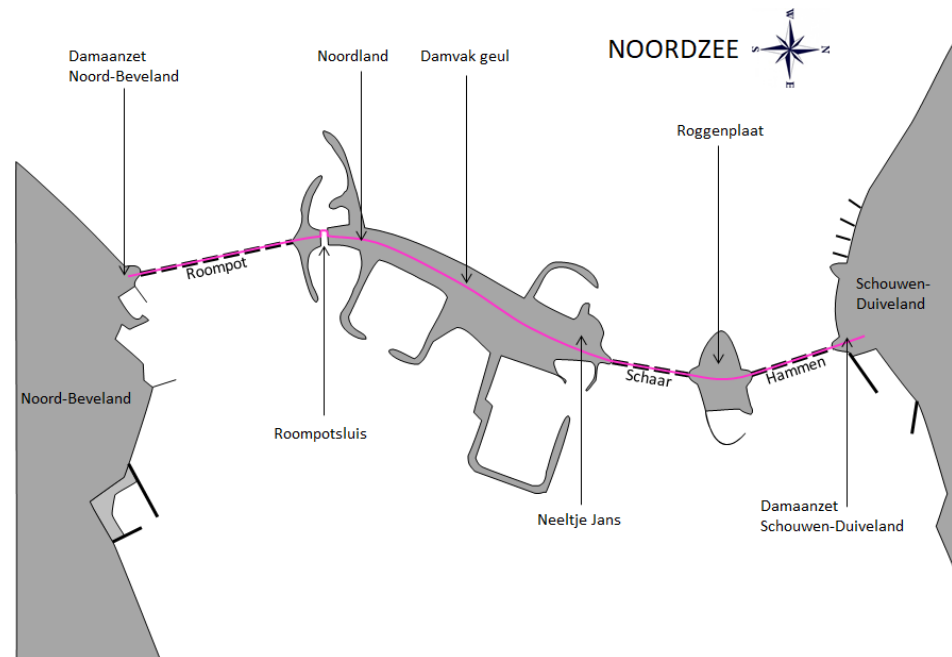 NOORDZEE
W
S
N
E
Damaanzet
Noord-Beveland
Noordland
Damvak geul
Roggenplaat
Roompot
Schouwen-
Duiveland
Schaar
Hammen
Noord-Beveland
Roompotsluis
Neeltje Jans
Damaanzet
Schouwen-Duiveland